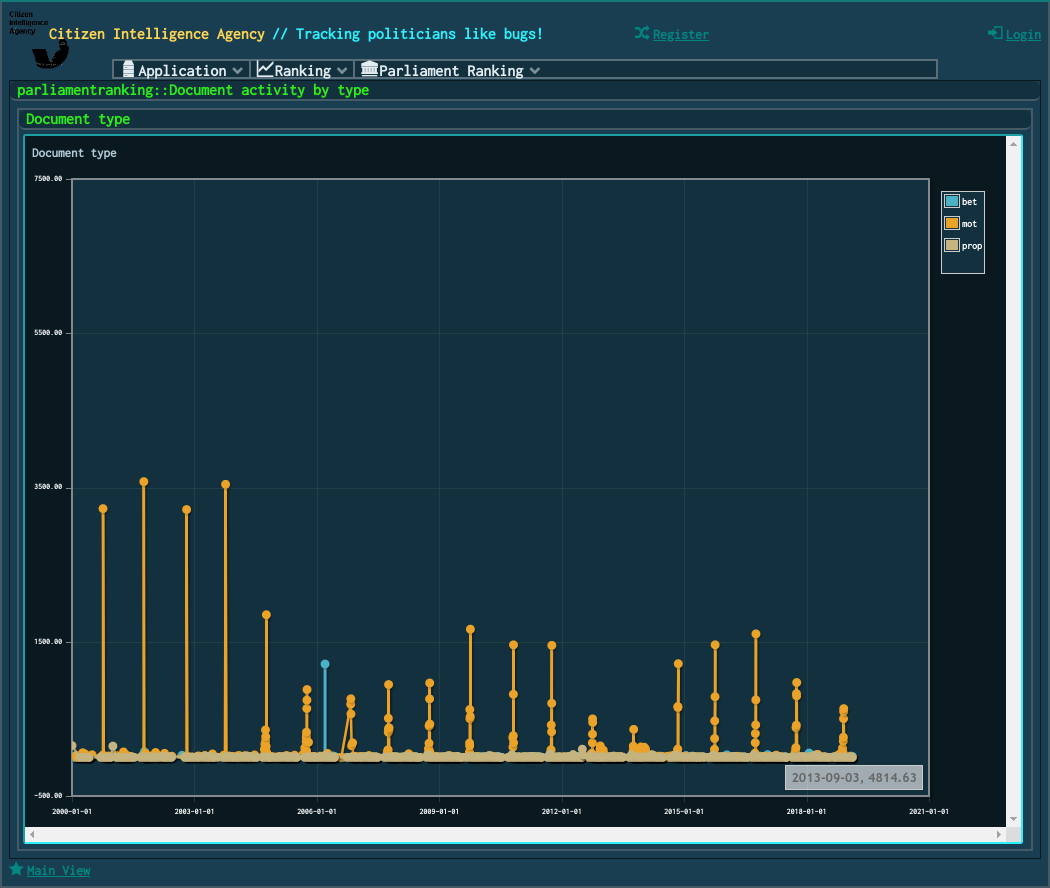 Citizen
Intelligence
Agency
Citizen Intelligence Agency // Tracking politicians like bugs!
Register
Login
Application
Ranking
Parliament Ranking
parliamentranking::Document activity by type
Document type
Document type
7500.00
5500.00
3500.00
1500.00
-500.00
2000-01-01
2003-01-01
2006-01-01
2009-01-01
2012-01-01
2015-01-01
2018-01-01
2021-01-01
bet
mot
prop
2013-09-03, 4814.63
Main View